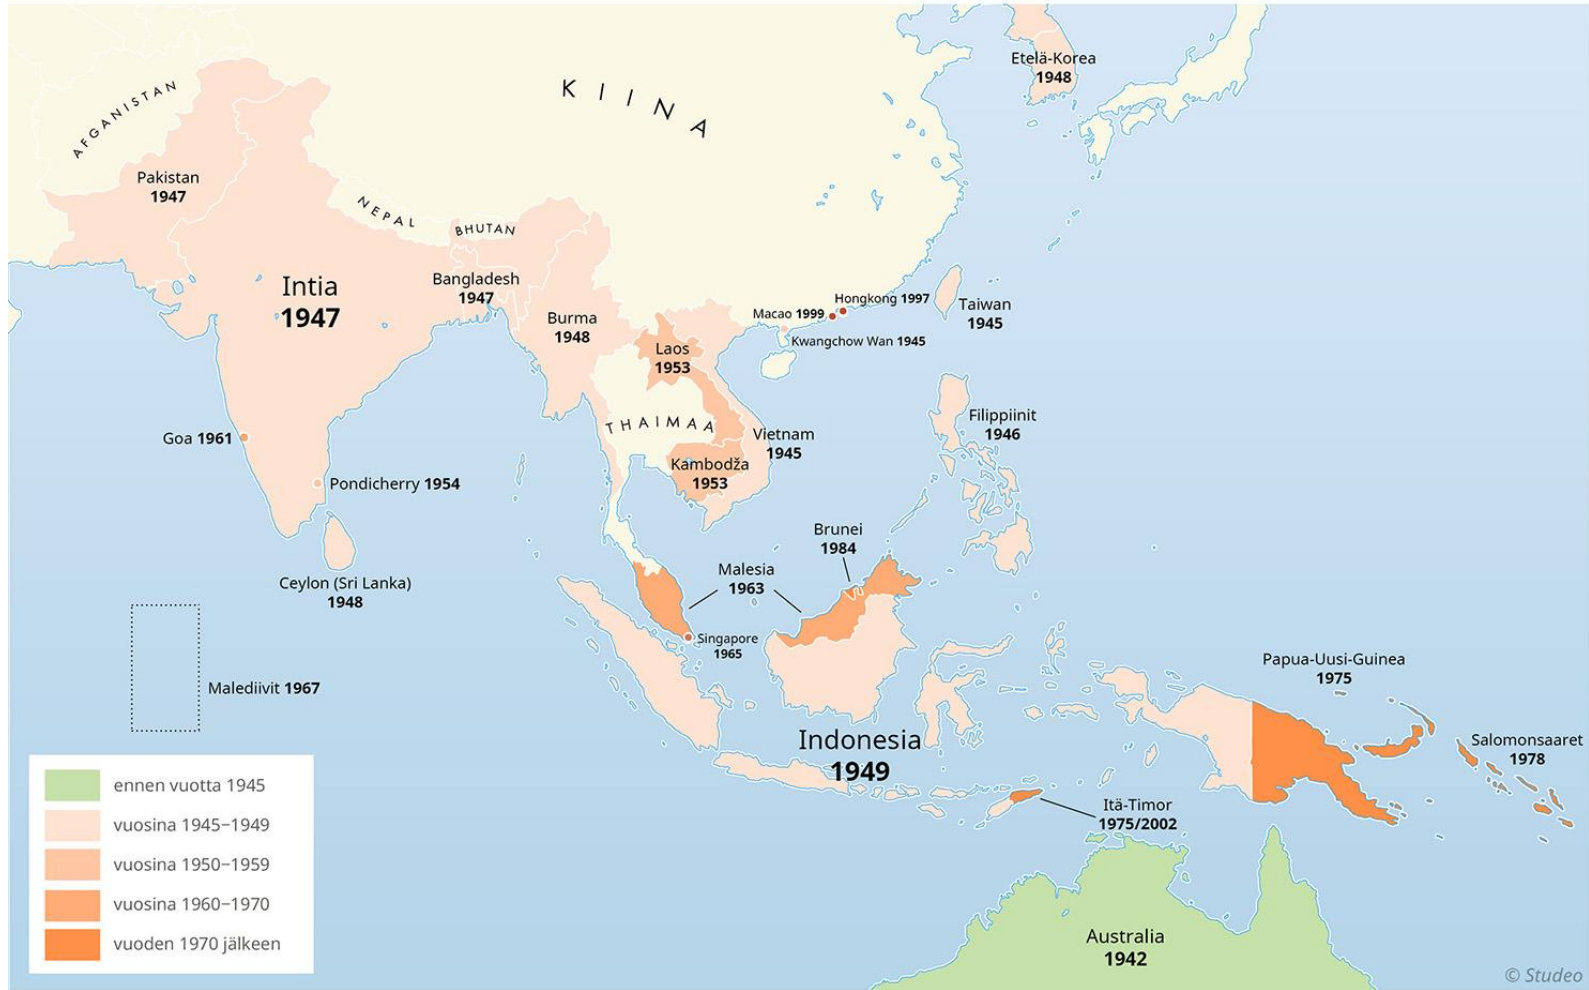 KIINA
Etelä-Korea
1948
AFGANISTAN
Pakistan
1947
NEPAL
BHUTAN
Intia
1947
Bangladesh
1947
Burma
1948
Macao 1999
Hongkong 1997
Kwangchow Wan 1945
Taiwan
1945
Laos
1953
THAIMAA
Vietnam
1945
Kambodža
1953
Filippiinit
1946
Goa 1961
Pondicherry 1954
Ceylon (Sri Lanka)
1948
Brunei
1984
Malesia
1963
Singapore
1965
Malediivit 1967
Papua-Uusi-Guinea
1975
Salomonsaaret
1978
Indonesia
1949
Itä-Timor
1975/2002
Australia
1942
ennen vuotta 1945
vuosina 1945–1949
vuosina 1950–1959
vuosina 1960–1970
vuoden 1970 jälkeen
© Studeo